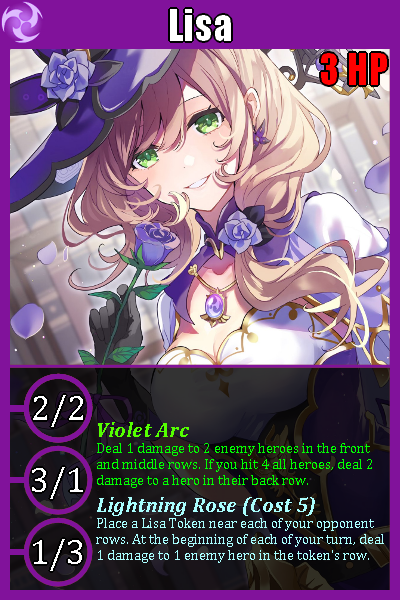 Lisa
3 HP
2/2
3/1
1/3
Violet Arc
Deal 1 damage to 2 enemy heroes in the front
and middle rows. If you hit 4 all heroes, deal 2
damage to a hero in their back row.
Lightning Rose (Cost 5)
Place a Lisa Token near each of your opponent
rows. At the beginning of each of your turn, deal
1 damage to 1 enemy hero in the token's row.